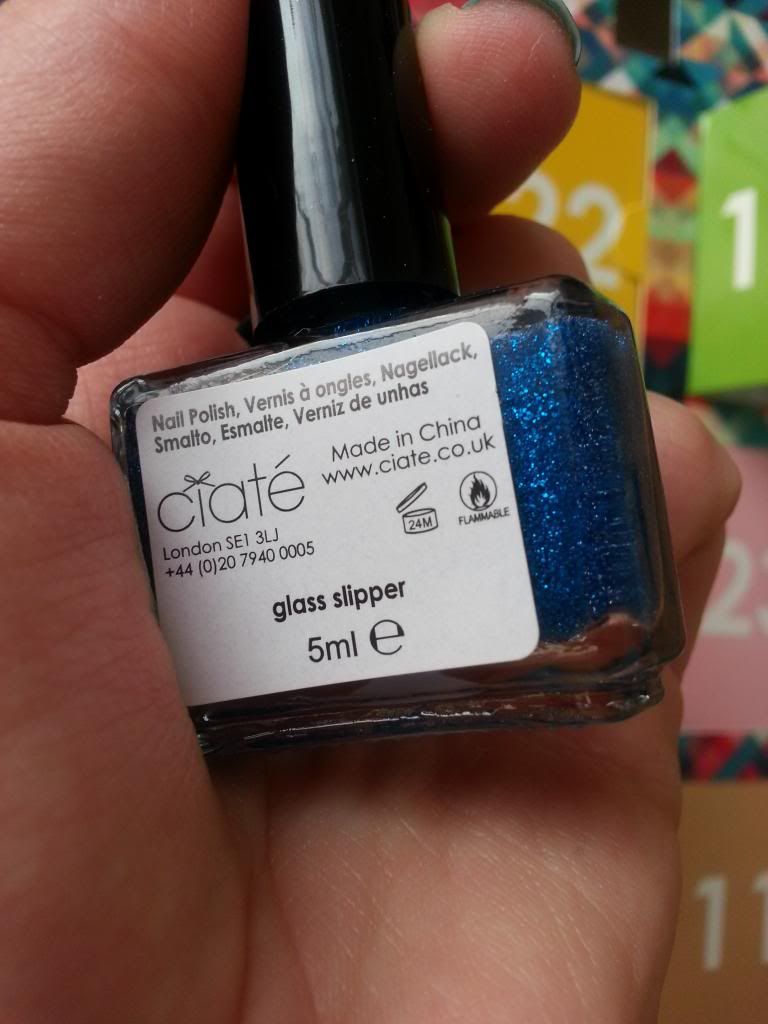 Nail Polish, Vernis à ongles, Nagellack,
Smalto, Esmalte, Verniz de unhas
Made in China
www.ciate.co.uk
ciaté
London SE1 3LJ
+44 (0)20 7940 0005
24M
FLAMMABLE
glass slipper
5ml e
22
1
23
11